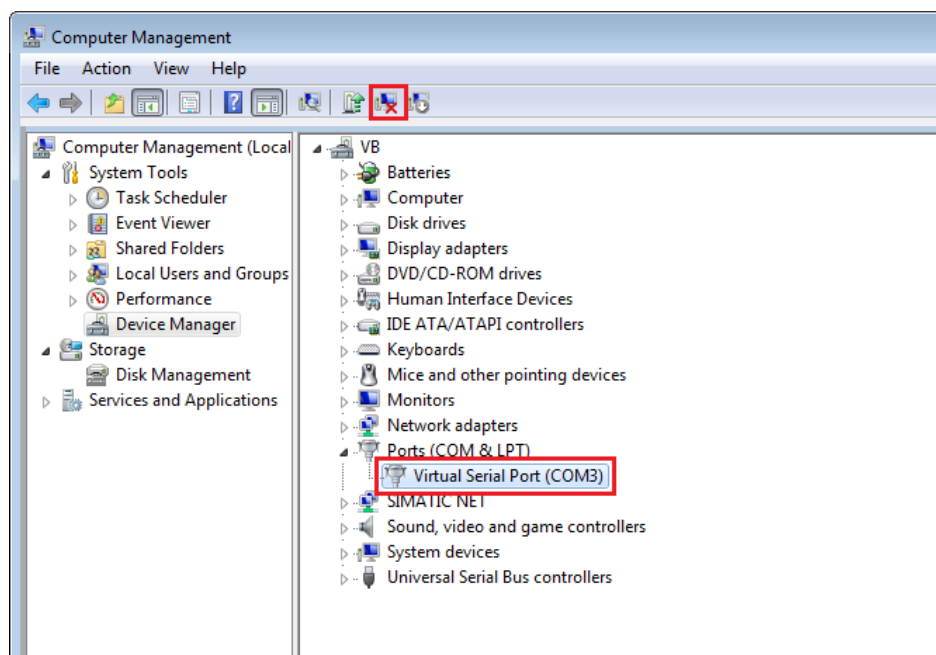 Computer Management
File Action View Help
Computer Management (Local
System Tools
Task Scheduler
Event Viewer
Shared Folders
Local Users and Groups
Performance
Device Manager
Storage
Disk Management
Services and Applications
VB
Batteries
Computer
Disk drives
Display adapters
DVD/CD-ROM drives
Human Interface Devices
IDE ATA/ATAPI controllers
Keyboards
Mice and other pointing devices
Monitors
Network adapters
Ports (COM & LPT)
Virtual Serial Port (COM3)
SIMATIC NET
Sound, video and game controllers
System devices
Universal Serial Bus controllers